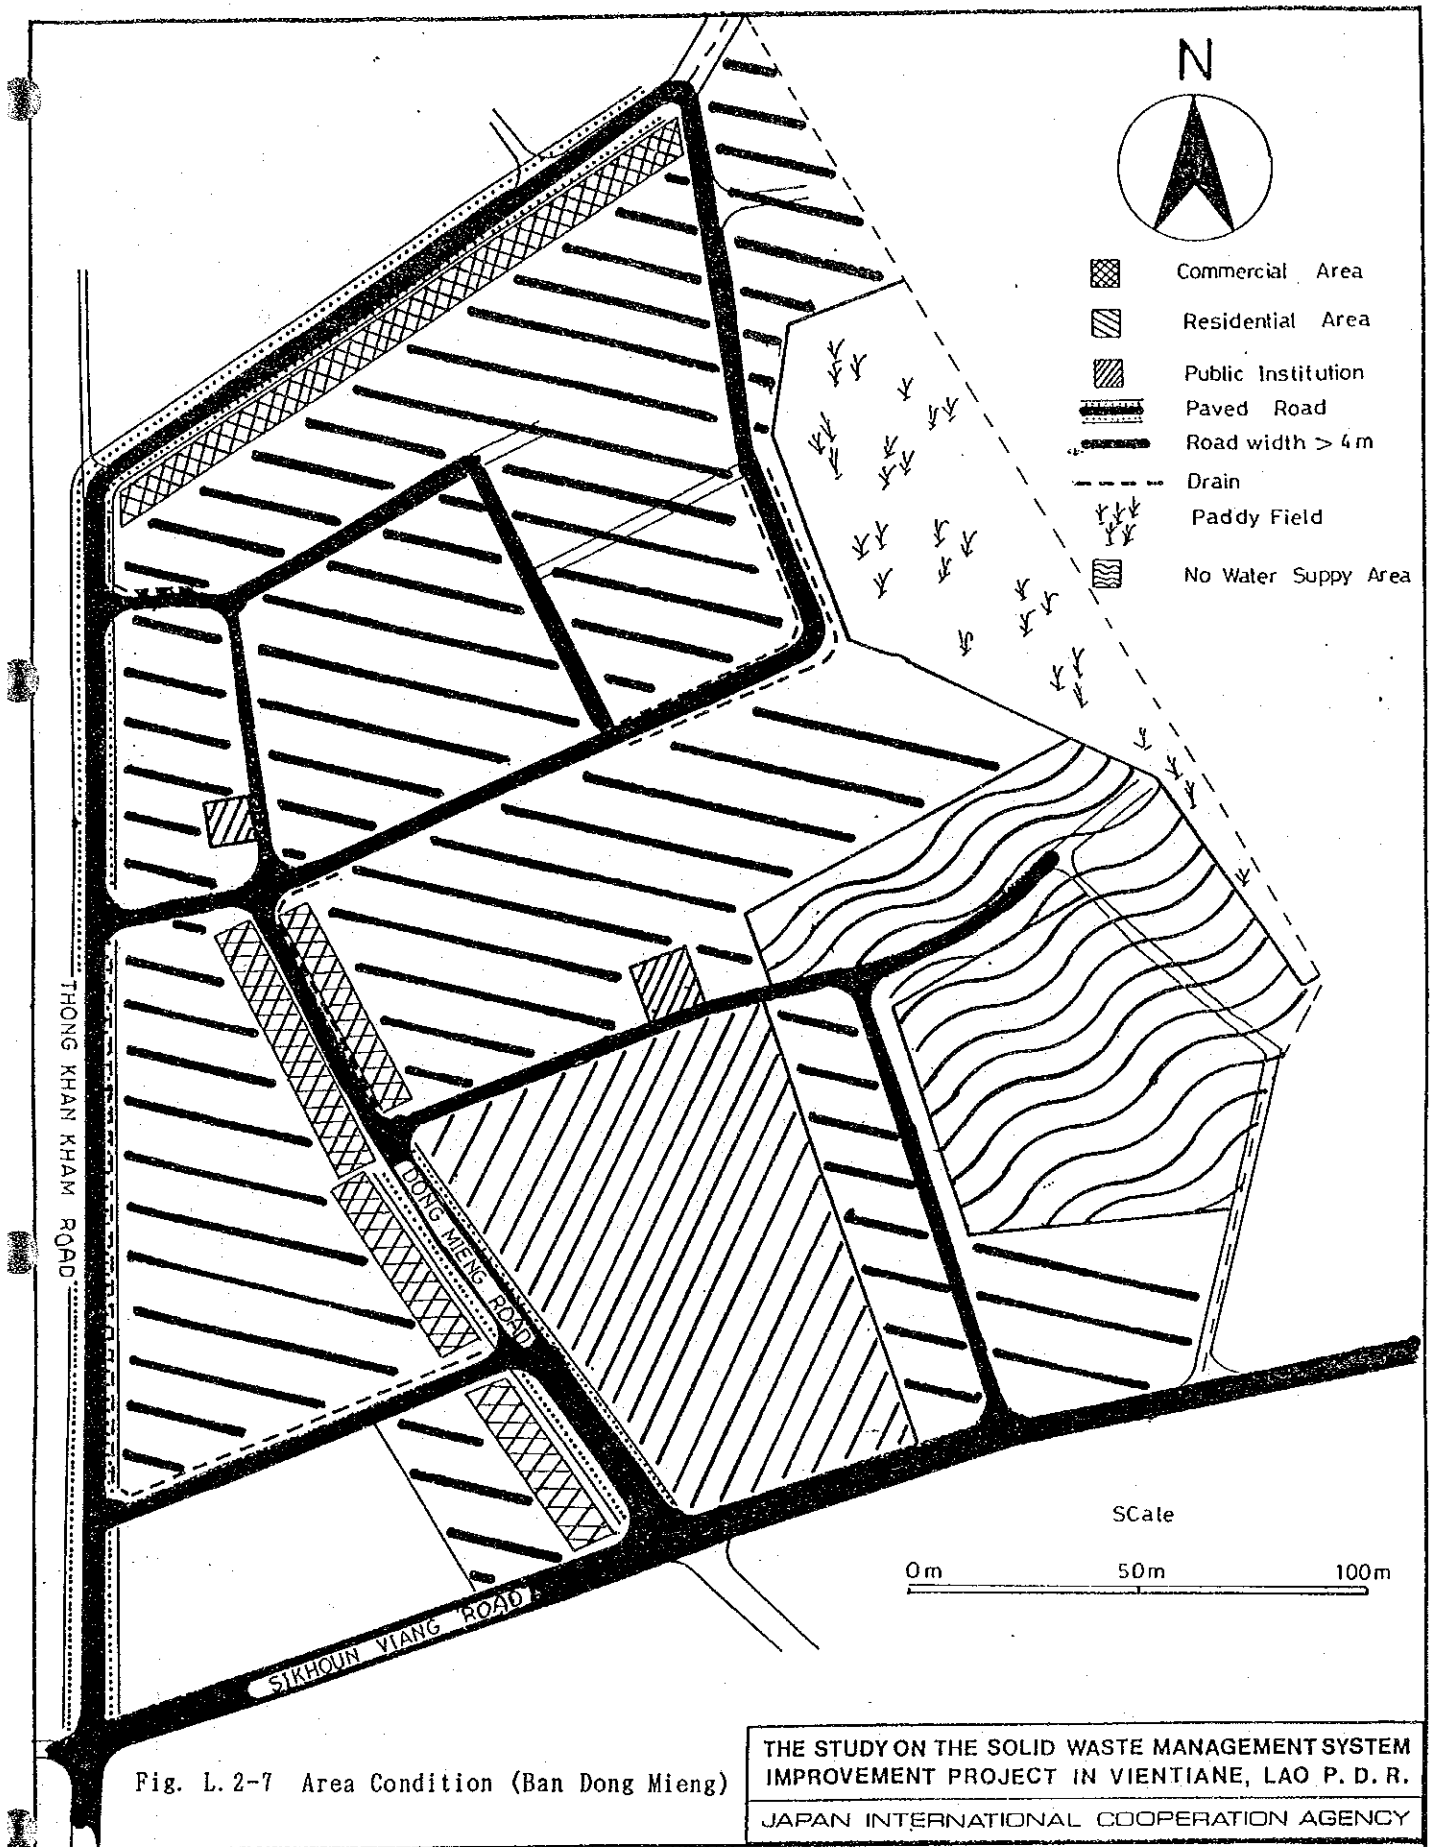 N
Commercial Area
Residential Area
Public Institution
Paved Road
Road width > 4m
Drain
Paddy Field
No Water Suppy Area
THONG KHAN KHAM ROAD
DONG MIENG ROAD
SIKHOUN VIANG ROAD
SCale
0m 50m 100m
Fig. L.2-7 Area Condition (Ban Dong Mieng)
THE STUDY ON THE SOLID WASTE MANAGEMENT SYSTEM
IMPROVEMENT PROJECT IN VIENTIANE, LAO P. D. R.
JAPAN INTERNATIONAL COOPERATION AGENCY